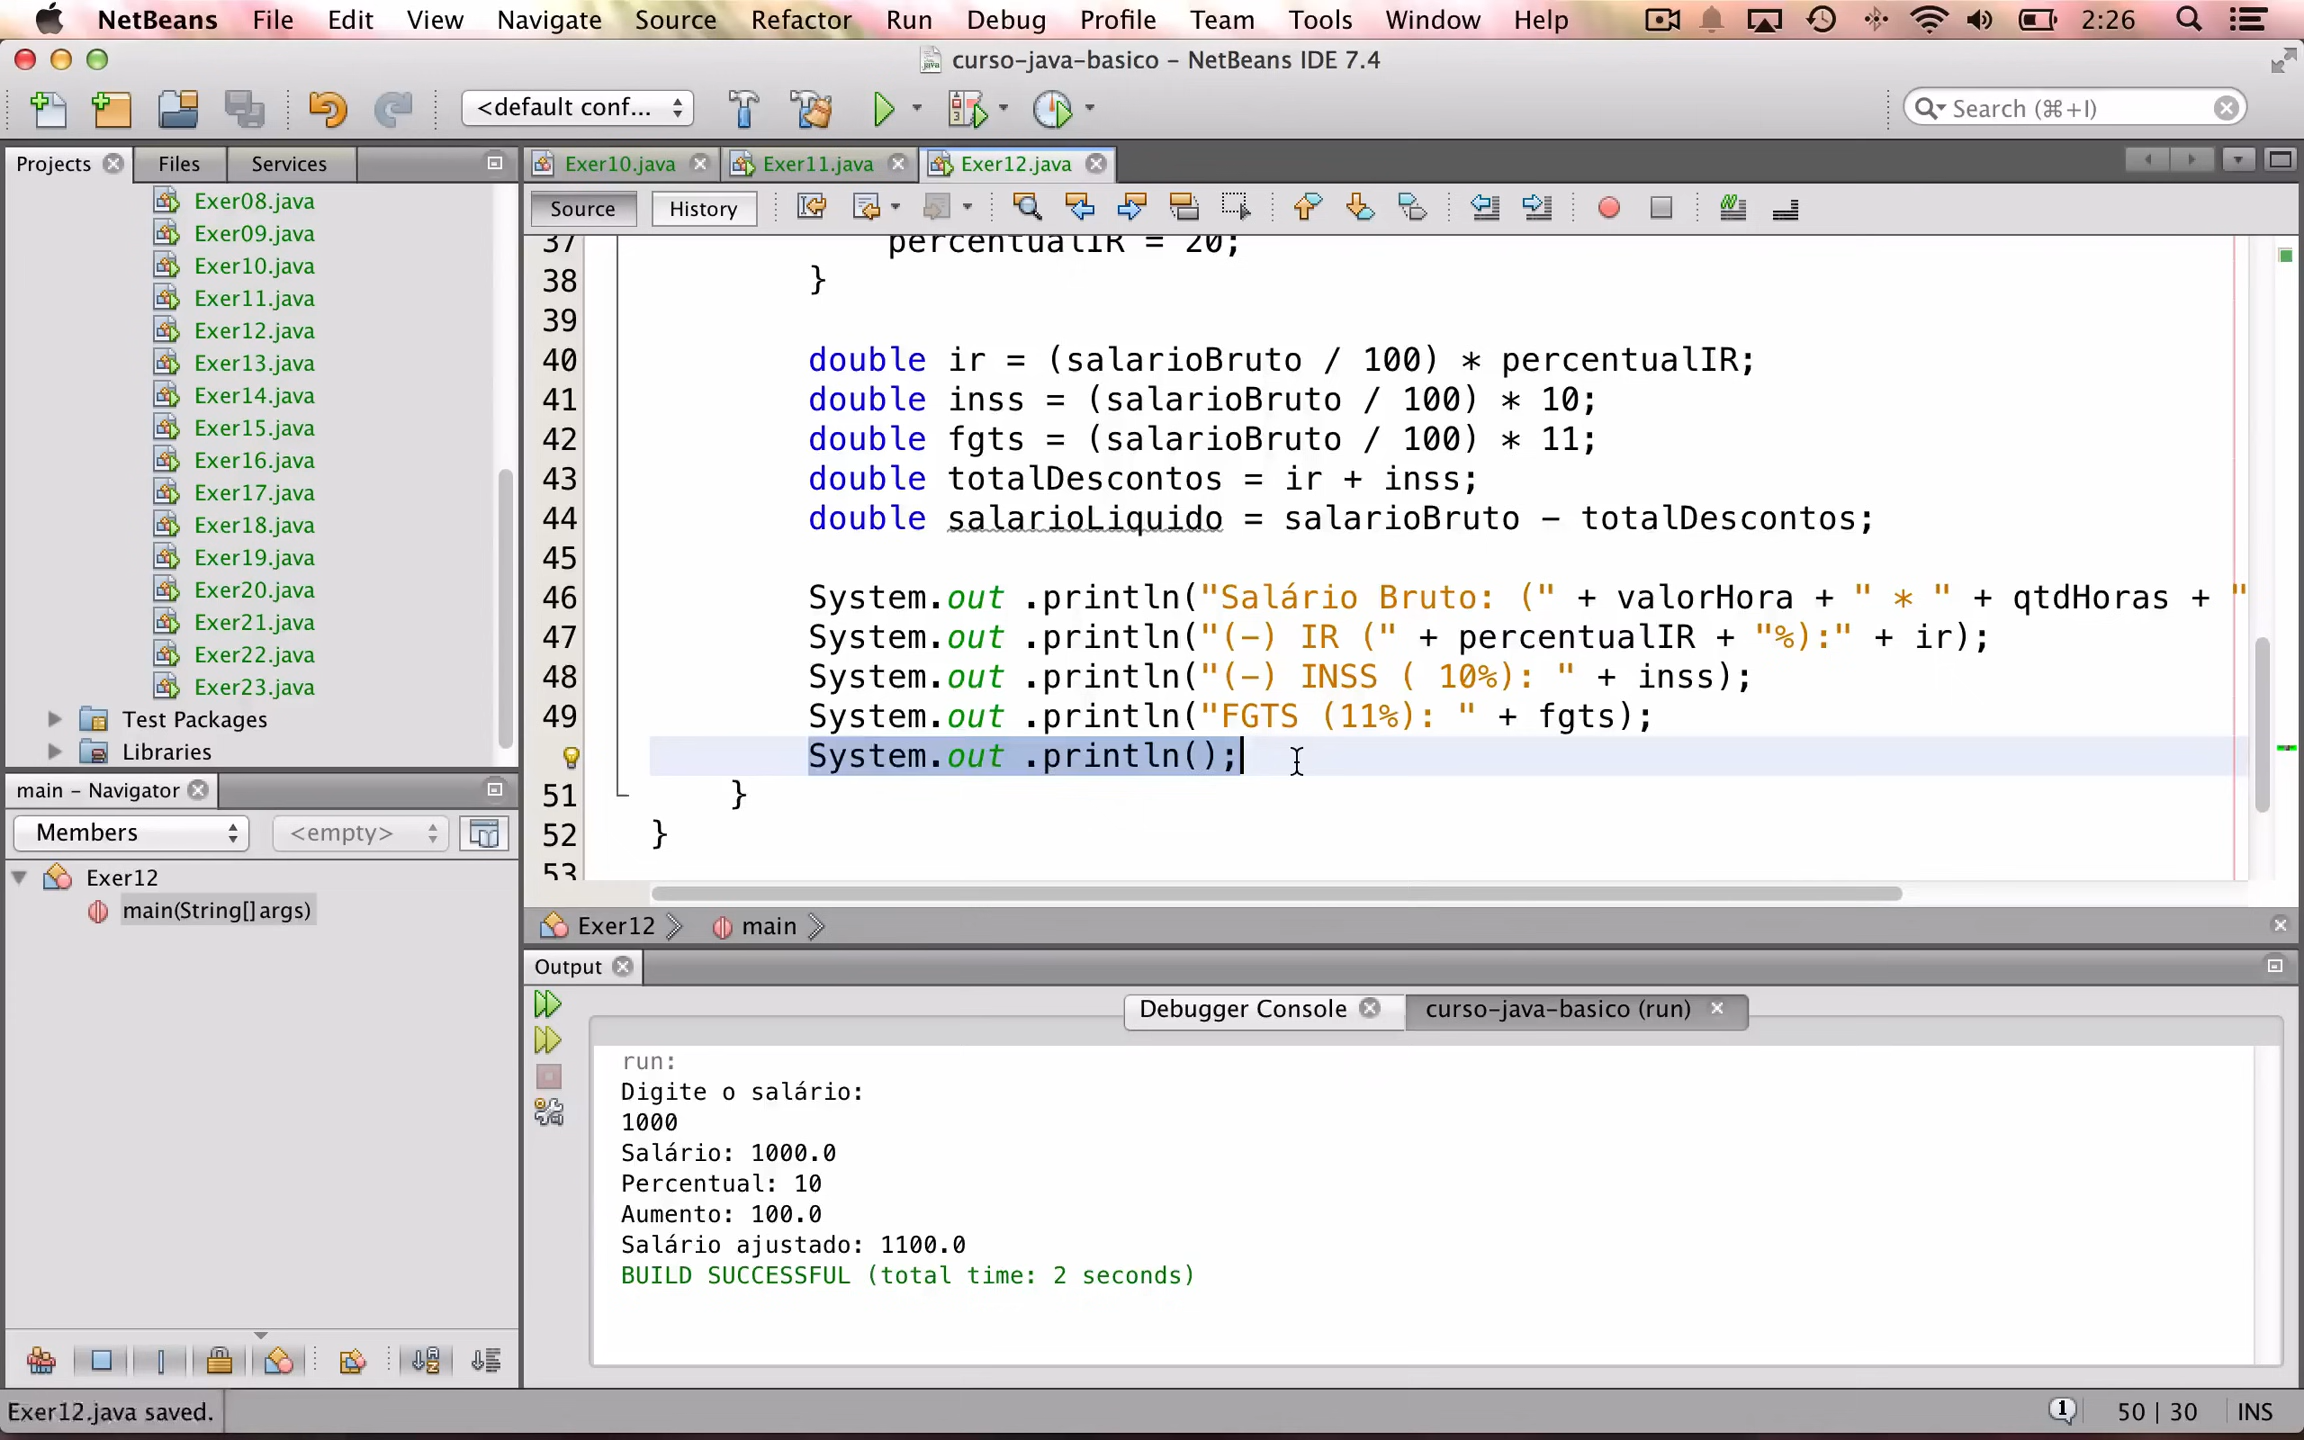 NetBeans File Edit View Navigate Source Refactor Run Debug Profile Team Tools Window Help 2:26
curso-java-basico – NetBeans IDE 7.4
<default conf... Search (⌘+I)
Projects Files Services
Exer10.java Exer11.java Exer12.java
Source History
Exer08.java
Exer09.java
Exer10.java
Exer11.java
Exer12.java
Exer13.java
Exer14.java
Exer15.java
Exer16.java
Exer17.java
Exer18.java
Exer19.java
Exer20.java
Exer21.java
Exer22.java
Exer23.java
Test Packages
Libraries
37 percentualIR = 20;
38 }
39
40 double ir = (salarioBruto / 100) * percentualIR;
41 double inss = (salarioBruto / 100) * 10;
42 double fgts = (salarioBruto / 100) * 11;
43 double totalDescontos = ir + inss;
44 double salarioLiquido = salarioBruto - totalDescontos;
45
46 System.out .println("Salário Bruto: (" + valorHora + " * " + qtdHoras + "
47 System.out .println("(-) IR (" + percentualIR + "%):" + ir);
48 System.out .println("(-) INSS ( 10%): " + inss);
49 System.out .println("FGTS (11%): " + fgts);
System.out .println();
51 }
52 }
53
main – Navigator
Members <empty>
Exer12
main(String[] args)
Exer12 main
Output
Debugger Console curso-java-basico (run)
run:
Digite o salário:
1000
Salário: 1000.0
Percentual: 10
Aumento: 100.0
Salário ajustado: 1100.0
BUILD SUCCESSFUL (total time: 2 seconds)
Exer12.java saved. 1 50 | 30 INS